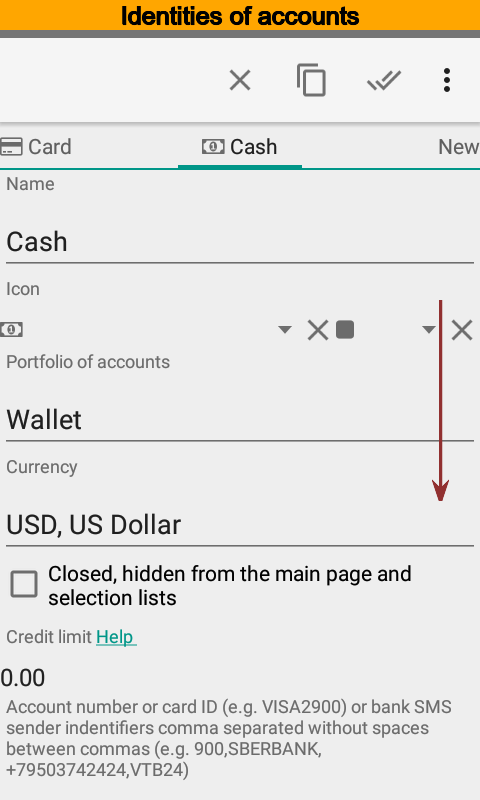 Identities of accounts
Card
Cash
New
Name
Cash
Icon
Portfolio of accounts
Wallet
Currency
USD, US Dollar
Closed, hidden from the main page and
selection lists
Credit limit Help
0.00
Account number or card ID (e.g. VISA2900) or bank SMS
sender indentifiers comma separated without spaces
between commas (e.g. 900,SBERBANK,
+79503742424,VTB24)